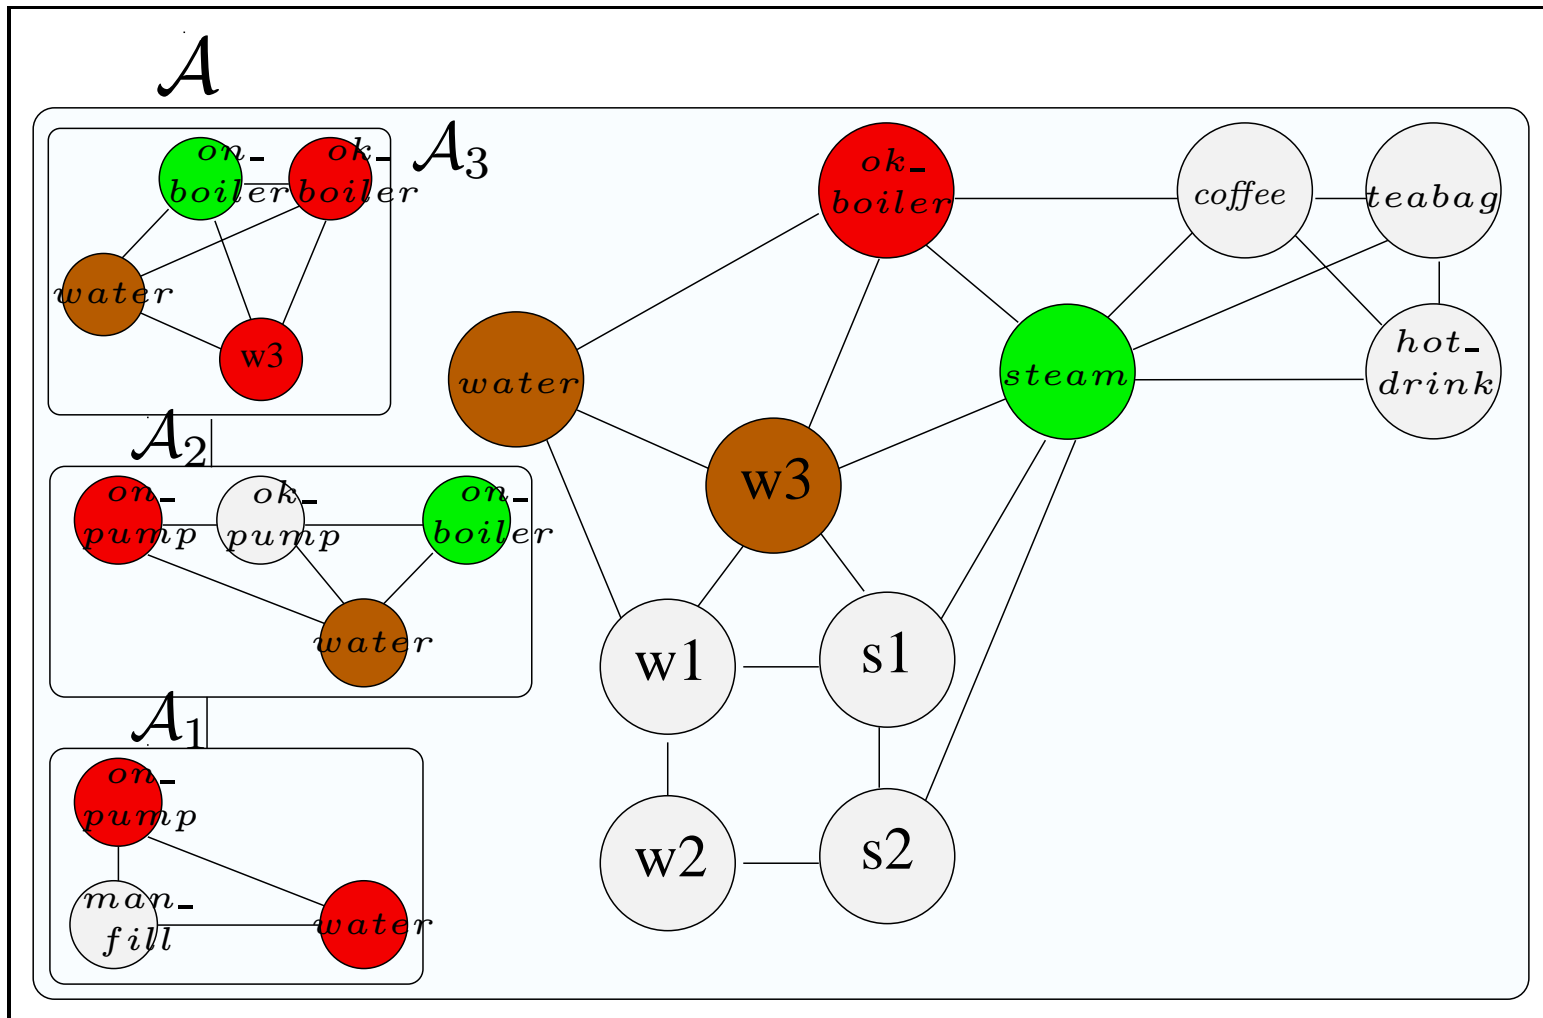 𝒜
on_
boiler
ok_
boiler
𝒜3
water
w3
𝒜2
on_
pump
ok_
pump
on_
boiler
water
𝒜1
on_
pump
man_
fill
water
ok_
boiler
coffee
teabag
water
steam
hot_
drink
w3
w1
s1
w2
s2